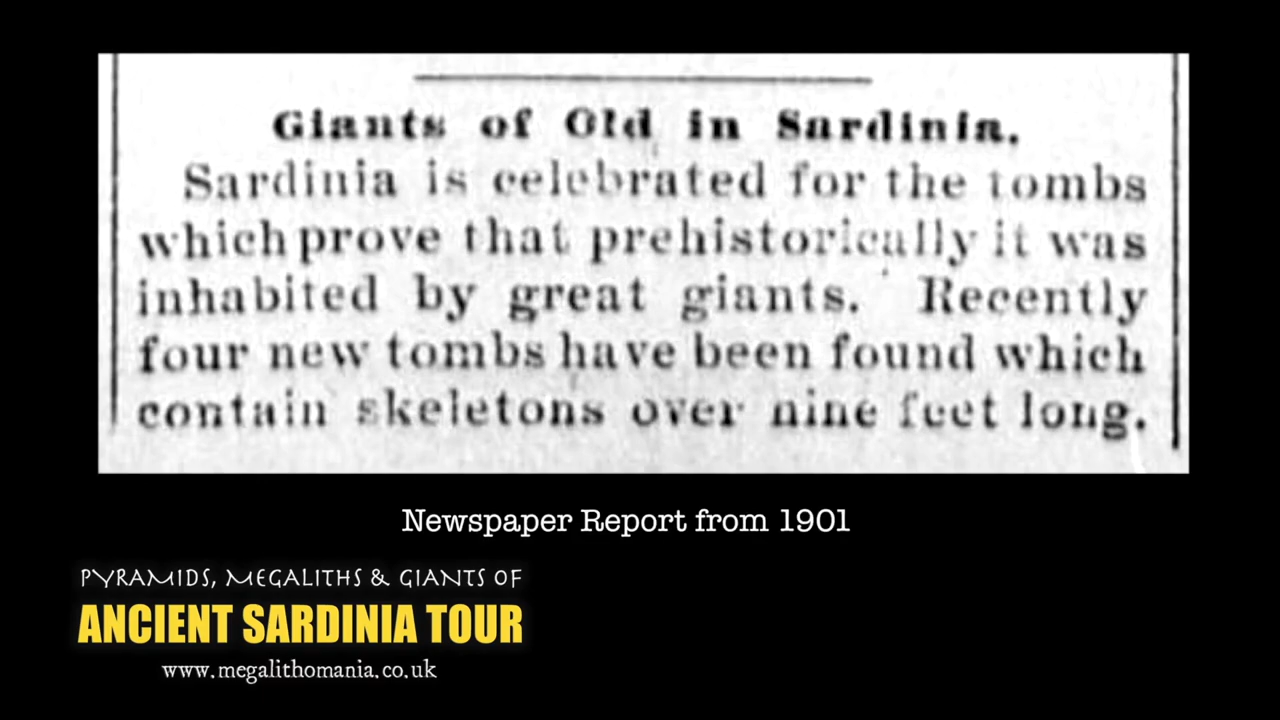 Giants of Old in Sardinia.
Sardinia is celebrated for the tombs
which prove that prehistorically it was
inhabited by great giants. Recently
four new tombs have been found which
contain skeletons over nine feet long.
Newspaper Report from 1901
PYRAMIDS, MEGALITHS & GIANTS OF
ANCIENT SARDINIA TOUR
www.megalithomania.co.uk